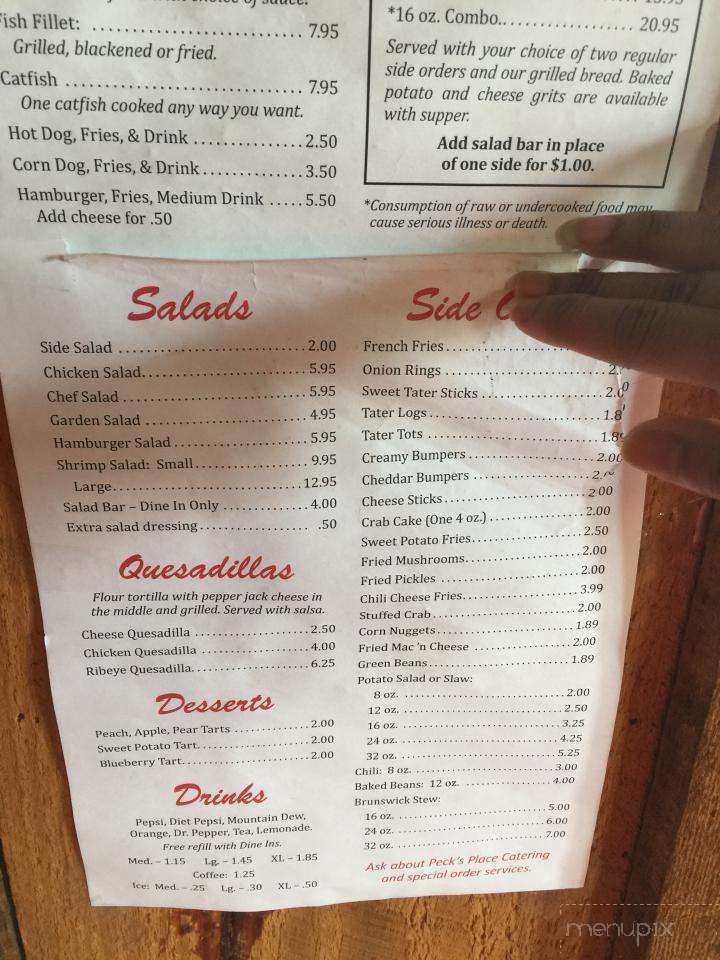 Fish Fillet: 7.95
Grilled, blackened or fried.
Catfish 7.95
One catfish cooked any way you want.
Hot Dog, Fries, & Drink 2.50
Corn Dog, Fries, & Drink 3.50
Hamburger, Fries, Medium Drink 5.50
Add cheese for .50
*16 oz. Combo 20.95
Served with your choice of two regular
side orders and our grilled bread. Baked
potato and cheese grits are available
with supper.
Add salad bar in place
of one side for $1.00.
*Consumption of raw or undercooked food may
cause serious illness or death.
Salads
Side Salad 2.00
Chicken Salad 5.95
Chef Salad 5.95
Garden Salad 4.95
Hamburger Salad 5.95
Shrimp Salad: Small 9.95
Large 12.95
Salad Bar – Dine In Only 4.00
Extra salad dressing .50
Quesadillas
Flour tortilla with pepper jack cheese in
the middle and grilled. Served with salsa.
Cheese Quesadilla 2.50
Chicken Quesadilla 4.00
Ribeye Quesadilla 6.25
Desserts
Peach, Apple, Pear Tarts 2.00
Sweet Potato Tart 2.00
Blueberry Tart 2.00
Drinks
Pepsi, Diet Pepsi, Mountain Dew,
Orange, Dr. Pepper, Tea, Lemonade.
Free refill with Dine Ins.
Med. – 1.15 Lg. – 1.45 XL – 1.85
Coffee: 1.25
Ice: Med. – .25 Lg. – .30 XL – .50
Side
French Fries
Onion Rings
Sweet Tater Sticks 2.00
Tater Logs
Tater Tots
Creamy Bumpers 2.00
Cheddar Bumpers
Cheese Sticks 2.00
Crab Cake (One 4 oz.) 2.00
Sweet Potato Fries 2.50
Fried Mushrooms 2.00
Fried Pickles 2.00
Chili Cheese Fries 3.99
Stuffed Crab 2.00
Corn Nuggets 1.89
Fried Mac 'n Cheese 2.00
Green Beans 1.89
Potato Salad or Slaw:
8 oz. 2.00
12 oz. 2.50
16 oz. 3.25
24 oz. 4.25
32 oz. 5.25
Chili: 8 oz. 3.00
Baked Beans: 12 oz. 4.00
Brunswick Stew:
16 oz. 5.00
24 oz. 6.00
32 oz. 7.00
Ask about Peck's Place Catering
and special order services.
menupix